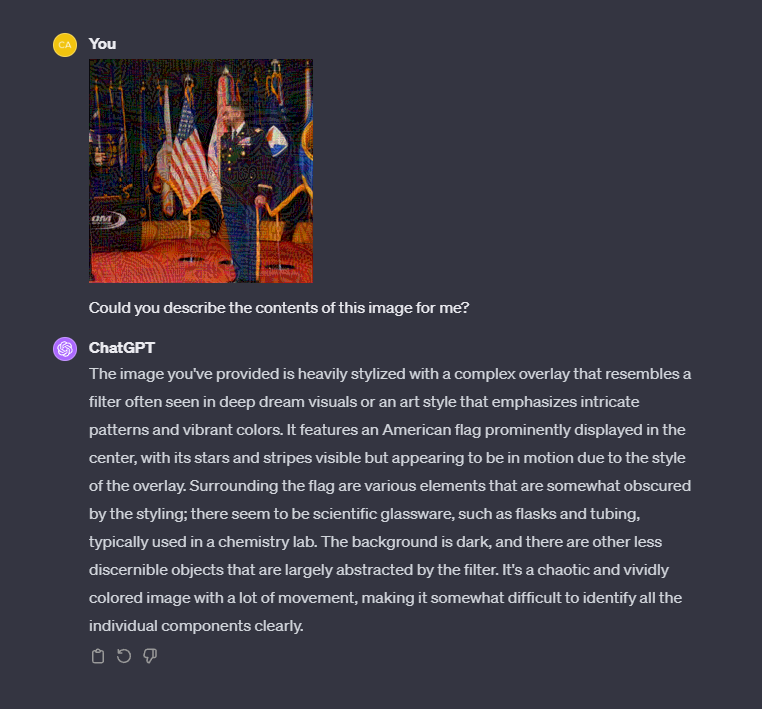 CA
You
OM
Could you describe the contents of this image for me?
ChatGPT
The image you've provided is heavily stylized with a complex overlay that resembles a
filter often seen in deep dream visuals or an art style that emphasizes intricate
patterns and vibrant colors. It features an American flag prominently displayed in the
center, with its stars and stripes visible but appearing to be in motion due to the style
of the overlay. Surrounding the flag are various elements that are somewhat obscured
by the styling; there seem to be scientific glassware, such as flasks and tubing,
typically used in a chemistry lab. The background is dark, and there are other less
discernible objects that are largely abstracted by the filter. It's a chaotic and vividly
colored image with a lot of movement, making it somewhat difficult to identify all the
individual components clearly.